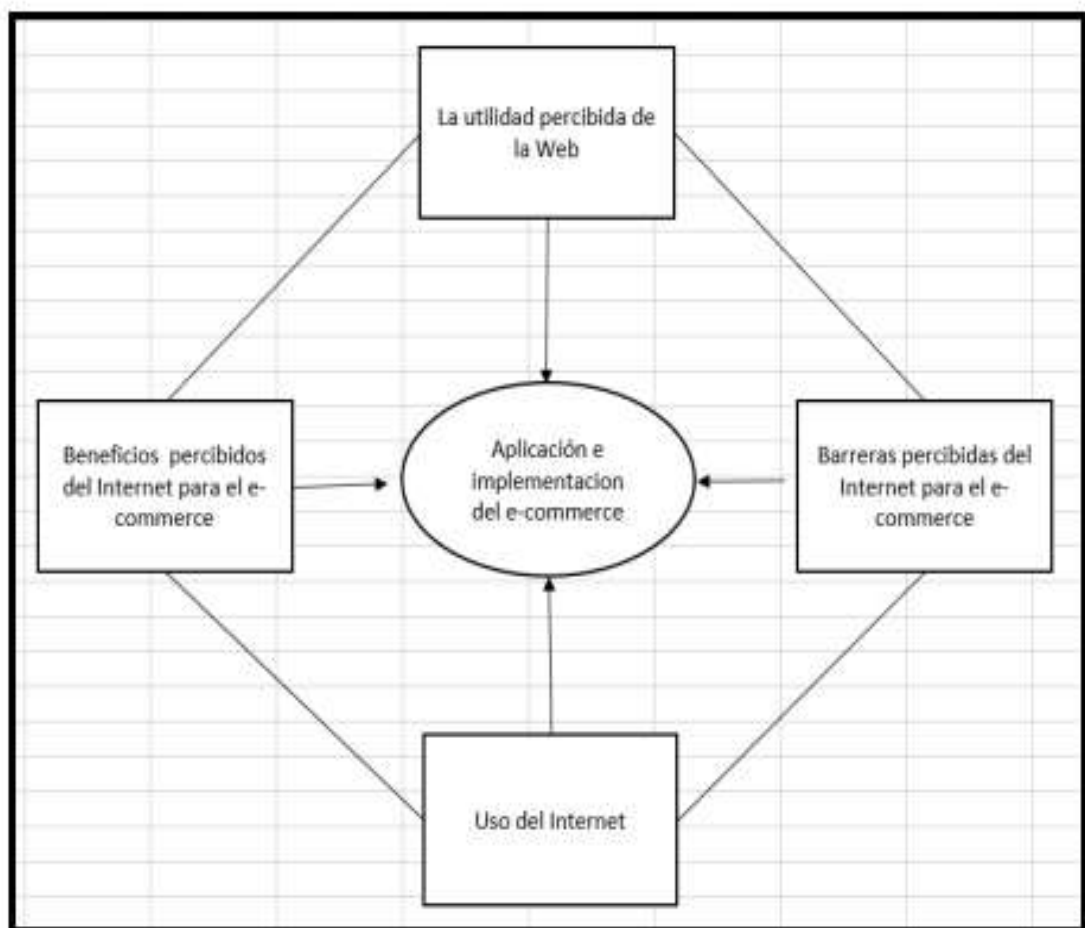 La utilidad percibida de
la Web
Beneficios percibidos
del Internet para el e-
commerce
Aplicación e
implementacion
del e-commerce
Barreras percibidas del
Internet para el e-
commerce
Uso del Internet